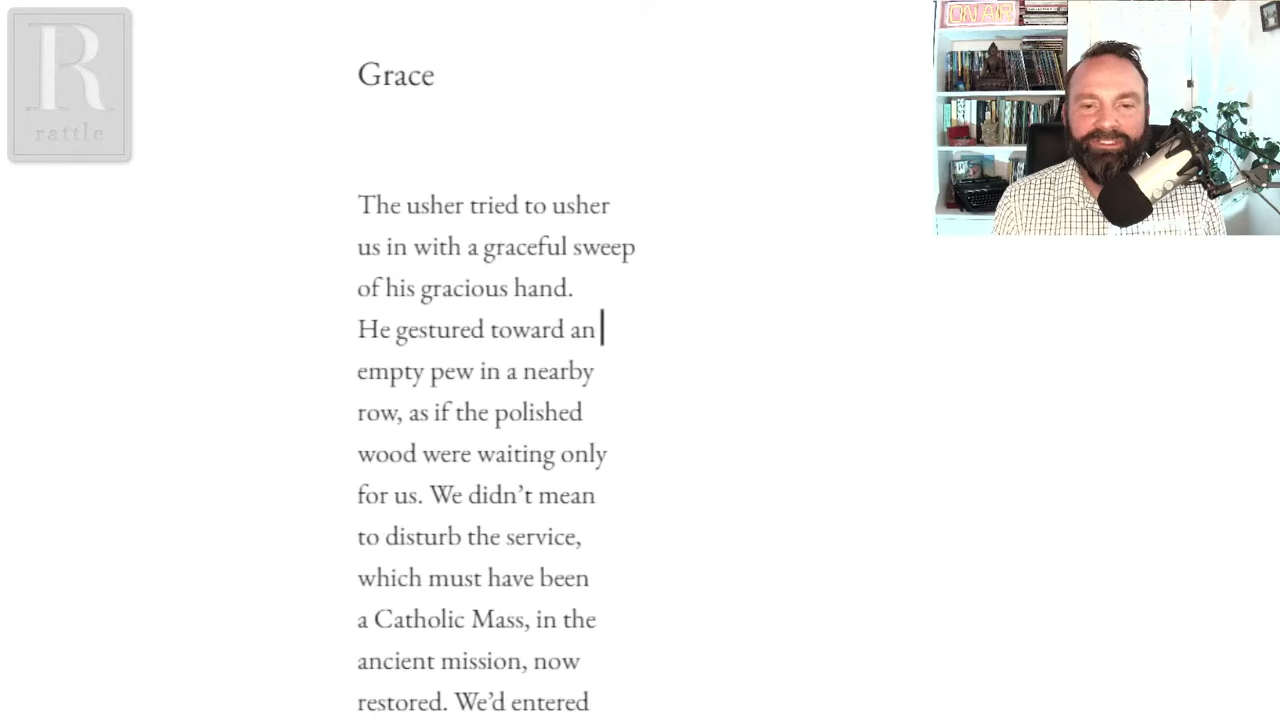 R
rattle
Grace
The usher tried to usher
us in with a graceful sweep
of his gracious hand.
He gestured toward an
empty pew in a nearby
row, as if the polished
wood were waiting only
for us. We didn’t mean
to disturb the service,
which must have been
a Catholic Mass, in the
ancient mission, now
restored. We’d entered
ON AIR